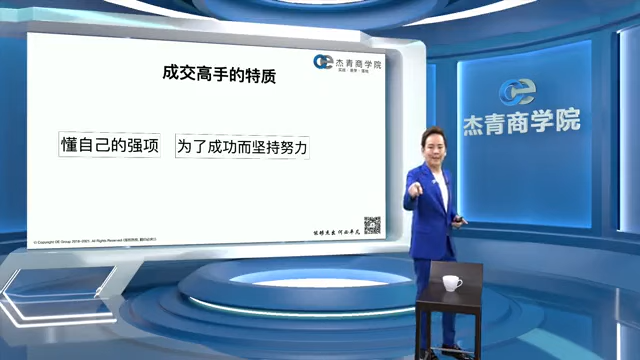 成交高手的特质
杰青商学院
懂自己的强项
为了成功而坚持努力
杰青商学院